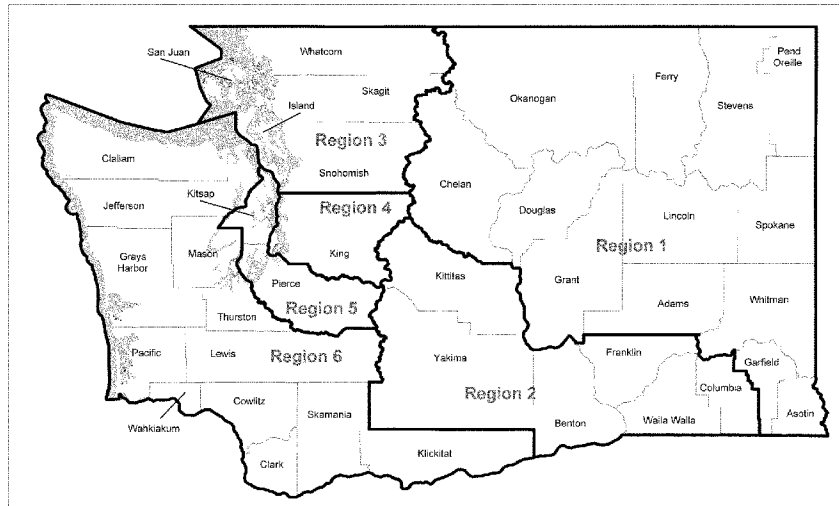 San Juan
Whatcom
Pend
Oreille
Ferry
Skagit
Okanogan
Stevens
Island
Region 3
Clallam
Snohomish
Chelan
Kitsap
Jefferson
Region 4
Douglas
Lincoln
Spokane
Grays
Harbor
Mason
King
Region 1
Kittitas
Pierce
Grant
Region 5
Adams
Whitman
Thurston
Pacific
Lewis
Region 6
Yakima
Franklin
Garfield
Region 2
Columbia
Cowlitz
Skamania
Asotin
Wahkiakum
Benton
Walla Walla
Klickitat
Clark